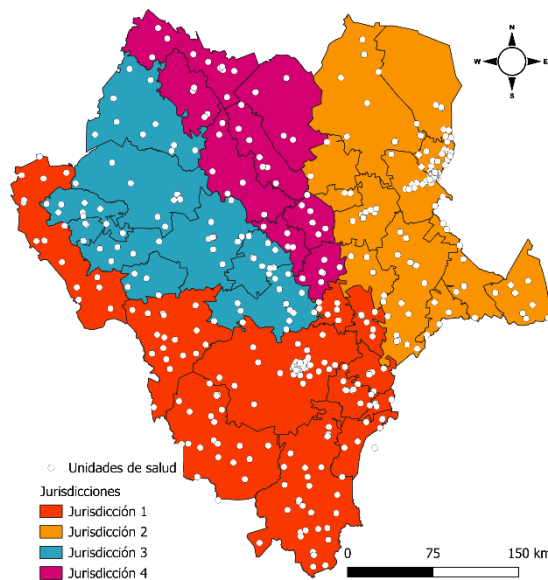 N
W E
S
Unidades de salud
Jurisdicciones
Jurisdicción 1
Jurisdicción 2
Jurisdicción 3
Jurisdicción 4
0 75 150 km